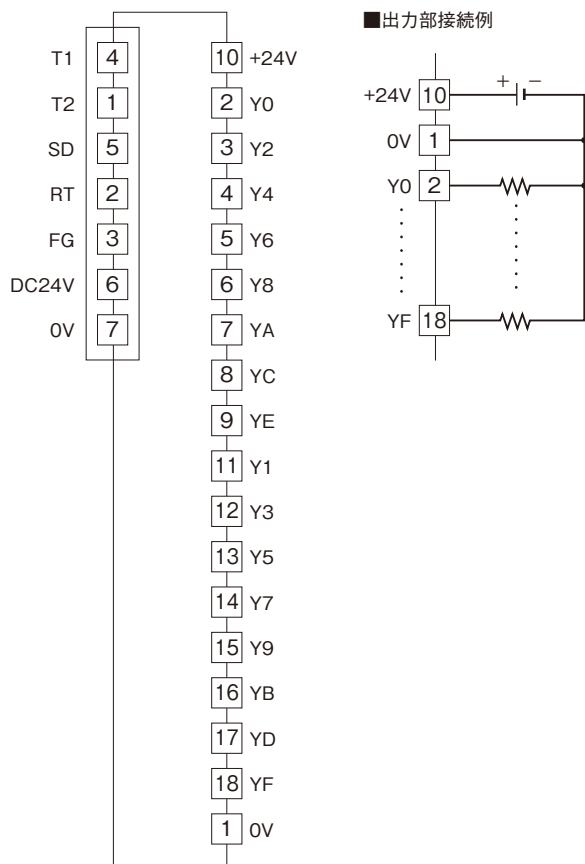 T1 4
T2 1
SD 5
RT 2
FG 3
DC24V 6
0V 7
10 +24V
2 Y0
3 Y2
4 Y4
5 Y6
6 Y8
7 YA
8 YC
9 YE
11 Y1
12 Y3
13 Y5
14 Y7
15 Y9
16 YB
17 YD
18 YF
1 0V
■出力部接続例
+ −
+24V 10
0V 1
Y0 2
YF 18